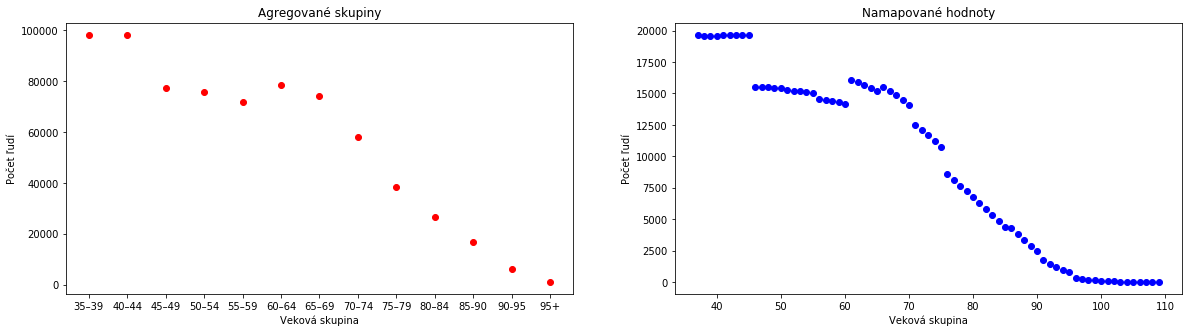 Agregované skupiny
Počet ľudí
100000
80000
60000
40000
20000
0
35–39 40–44 45–49 50–54 55–59 60–64 65–69 70–74 75–79 80–84 85-90 90-95 95+
Veková skupina
Namapované hodnoty
Počet ľudí
20000
17500
15000
12500
10000
7500
5000
2500
0
40 50 60 70 80 90 100 110
Veková skupina